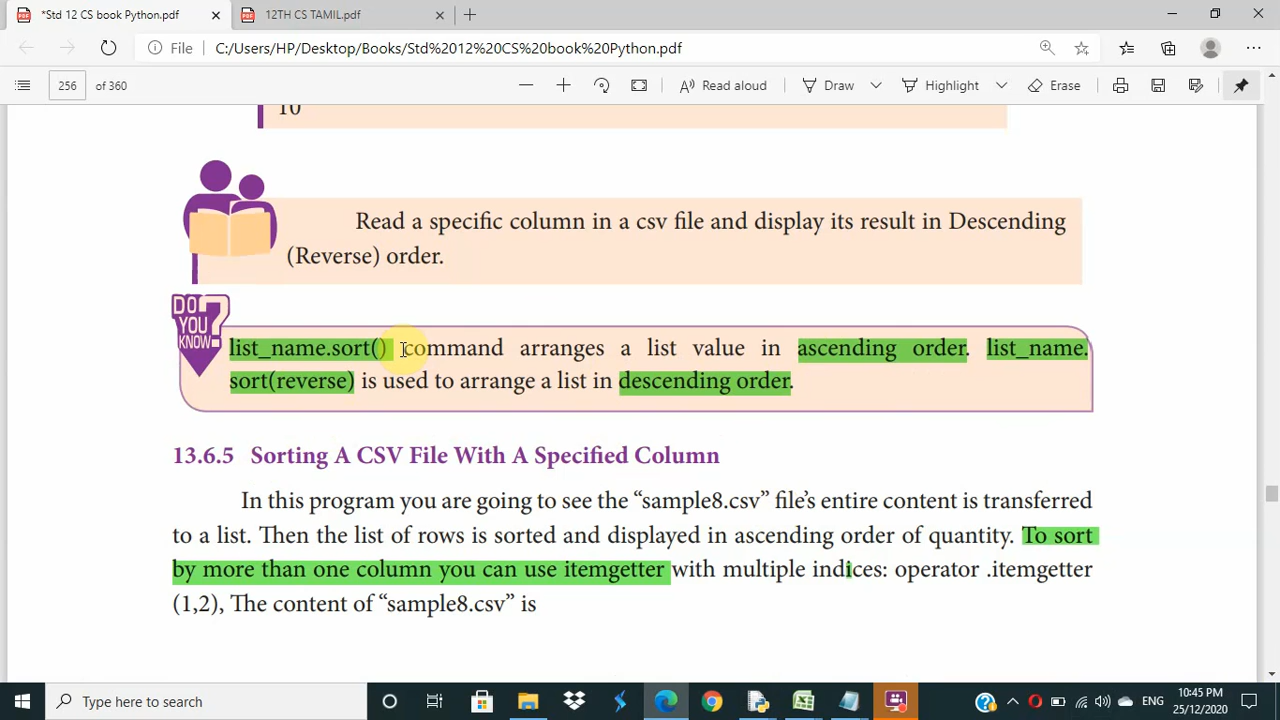 *Std 12 CS book Python.pdf
12TH CS TAMIL.pdf
File C:/Users/HP/Desktop/Books/Std%2012%20CS%20book%20Python.pdf
256 of 360
Read aloud Draw Highlight Erase
10
Read a specific column in a csv file and display its result in Descending
(Reverse) order.
DO
YOU
KNOW ?
list_name.sort() command arranges a list value in ascending order. list_name.
sort(reverse) is used to arrange a list in descending order.
13.6.5 Sorting A CSV File With A Specified Column
In this program you are going to see the “sample8.csv” file’s entire content is transferred
to a list. Then the list of rows is sorted and displayed in ascending order of quantity. To sort
by more than one column you can use itemgetter with multiple indices: operator .itemgetter
(1,2), The content of “sample8.csv” is
Type here to search
ENG
10:45 PM
25/12/2020